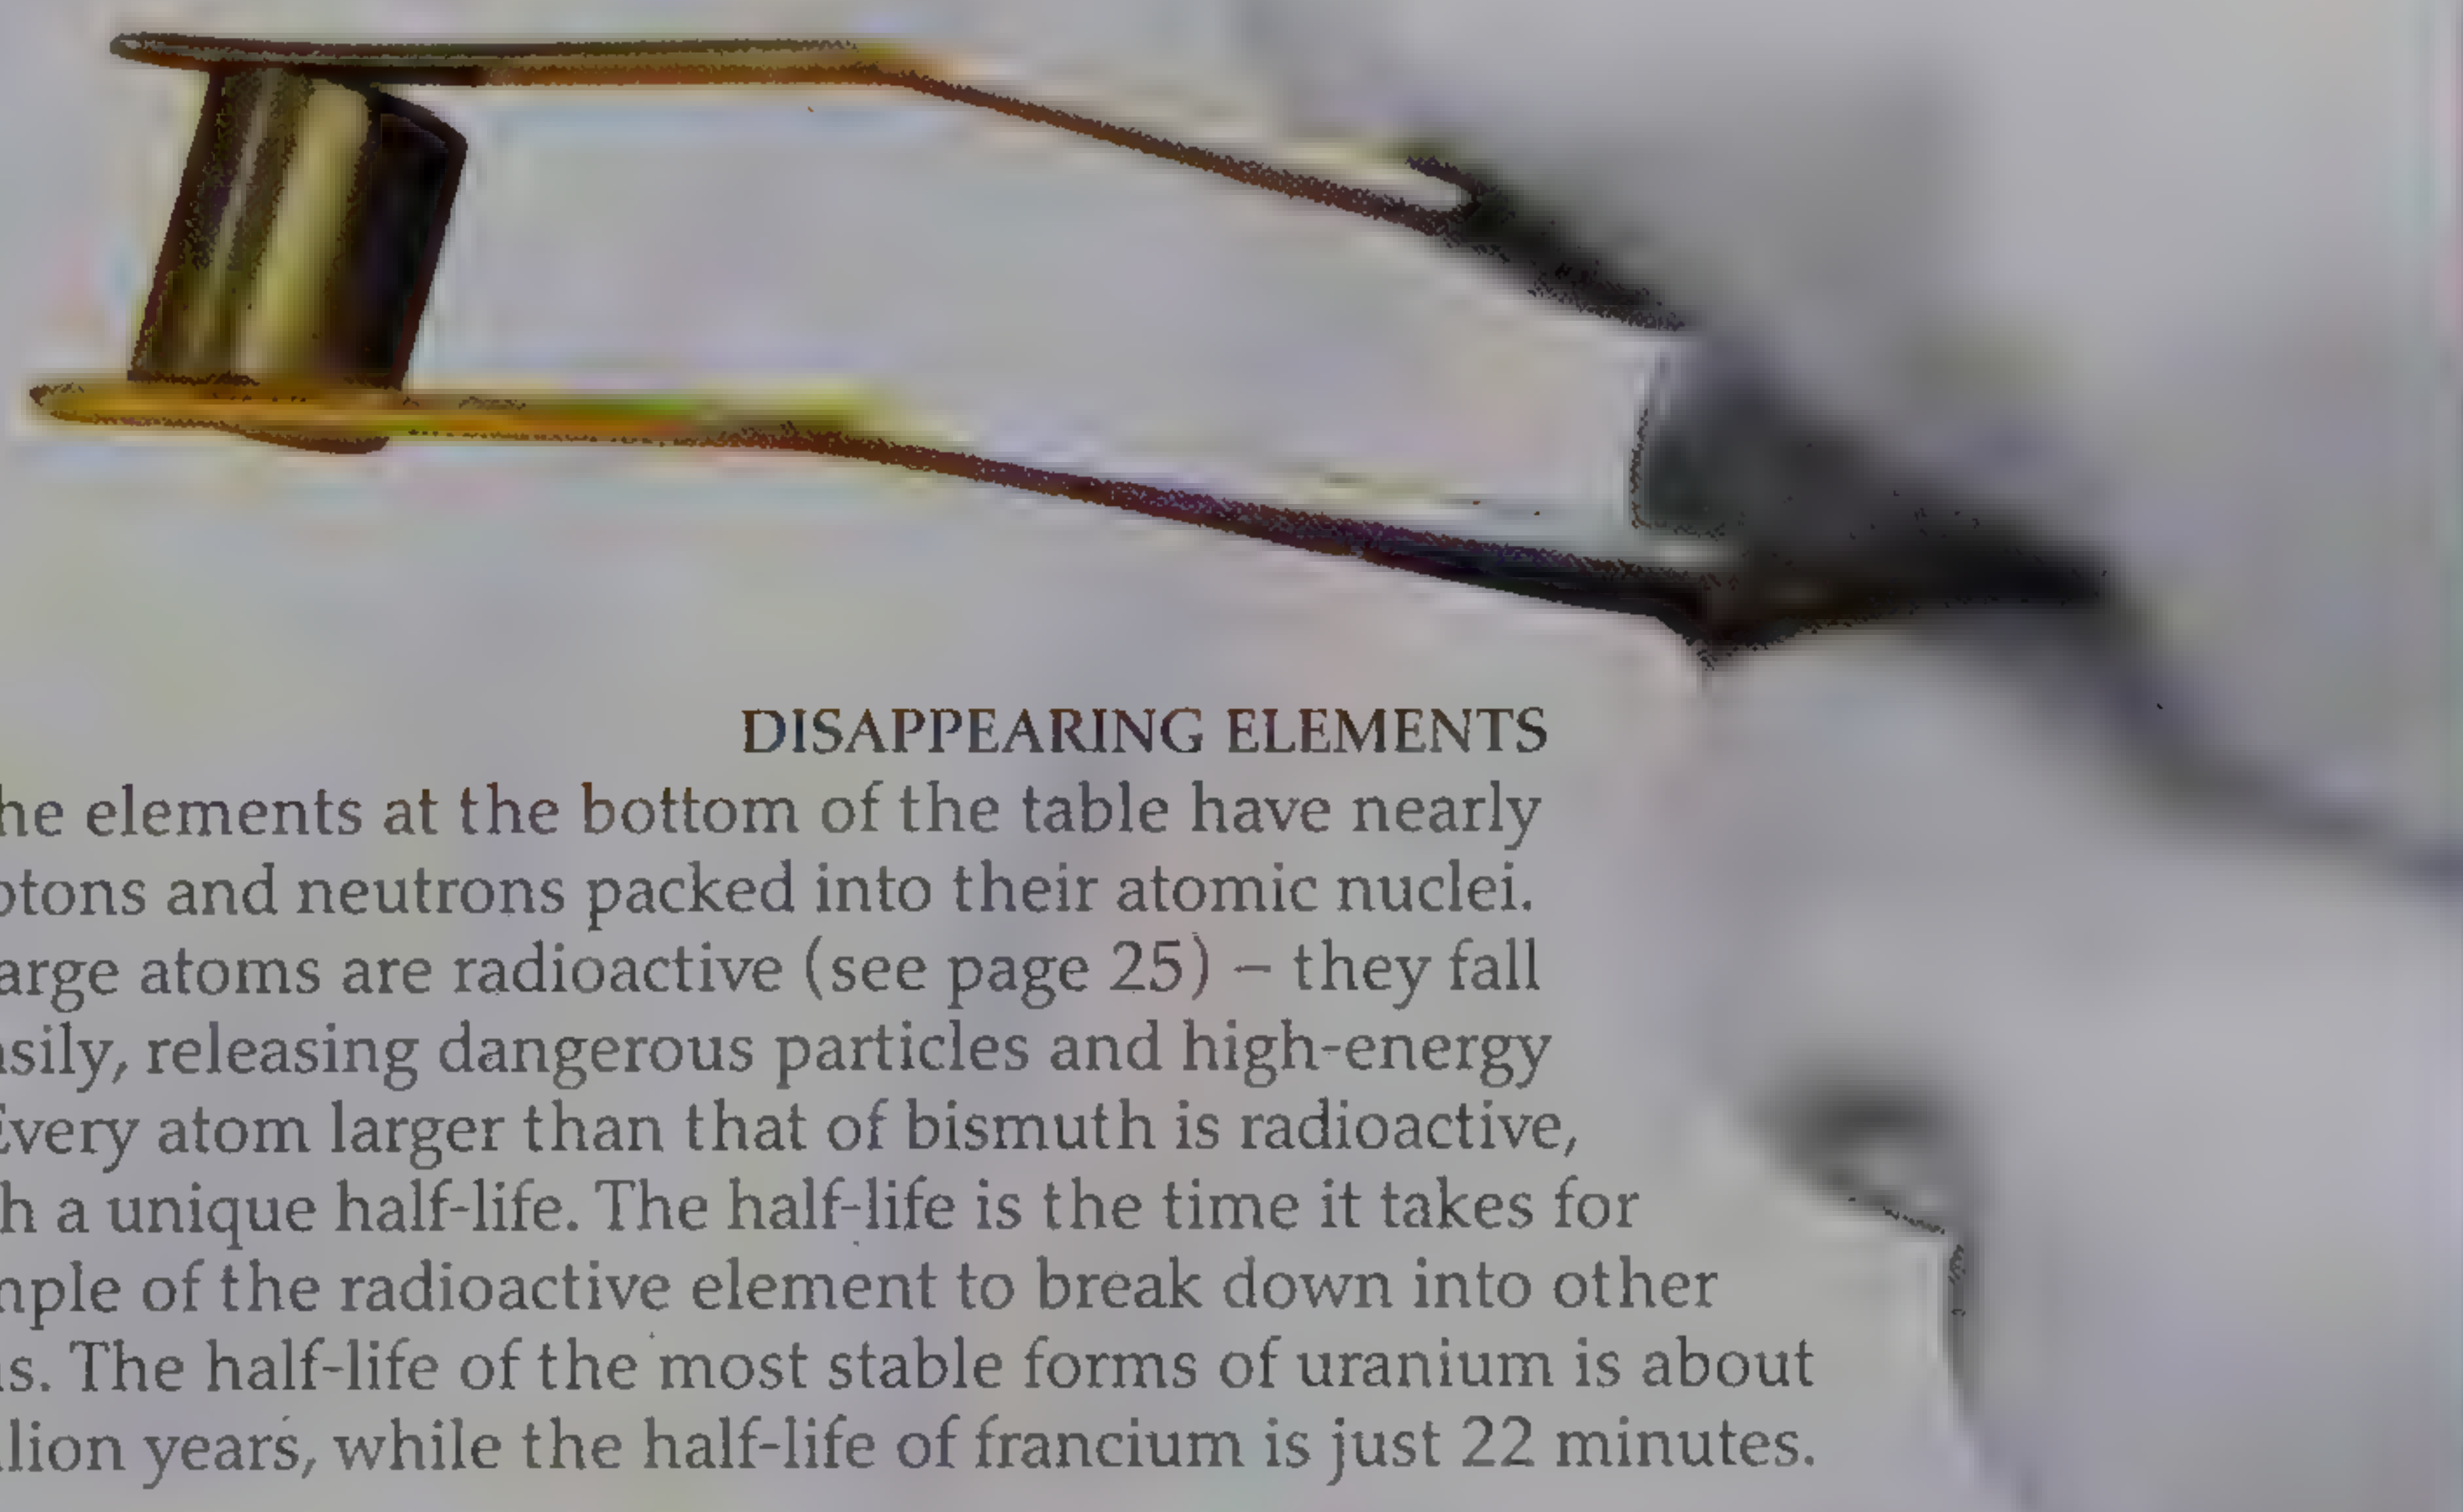 DISAPPEARING ELEMENTS
he elements at the bottom of the table have nearly
otons and neutrons packed into their atomic nuclei.
arge atoms are radioactive (see page 25) – they fall
asily, releasing dangerous particles and high-energy
Every atom larger than that of bismuth is radioactive,
h a unique half-life. The half-life is the time it takes for
mple of the radioactive element to break down into other
s. The half-life of the most stable forms of uranium is about
llion years, while the half-life of francium is just 22 minutes.